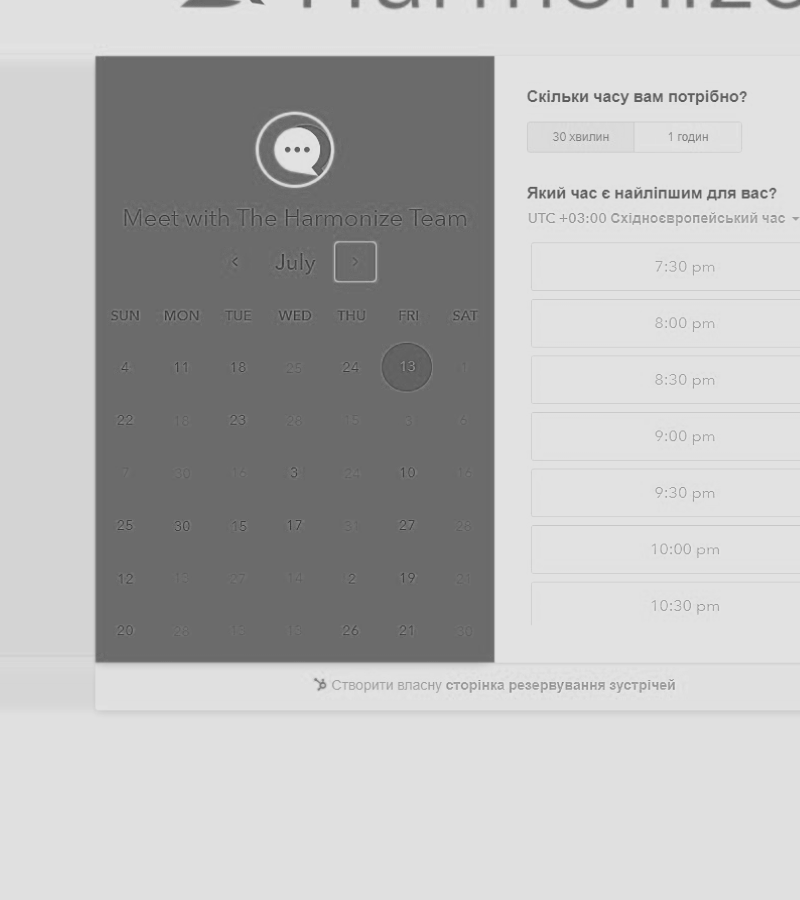 Harmonize
Meet with The Harmonize Team
July
SUN MON TUE WED THU FRI SAT
4 11 18 25 24 13
22 18 23 28 15 3 6
7 30 16 3 24 10 16
25 30 15 17 31 27 28
12 13 27 14 2 19 21
20 28 13 13 26 21 30
Скільки часу вам потрібно?
30 хвилин 1 годин
Який час є найліпшим для вас?
UTC +03:00 Східноєвропейський час
7:30 pm
8:00 pm
8:30 pm
9:00 pm
9:30 pm
10:00 pm
10:30 pm
Створити власну сторінка резервування зустрічей